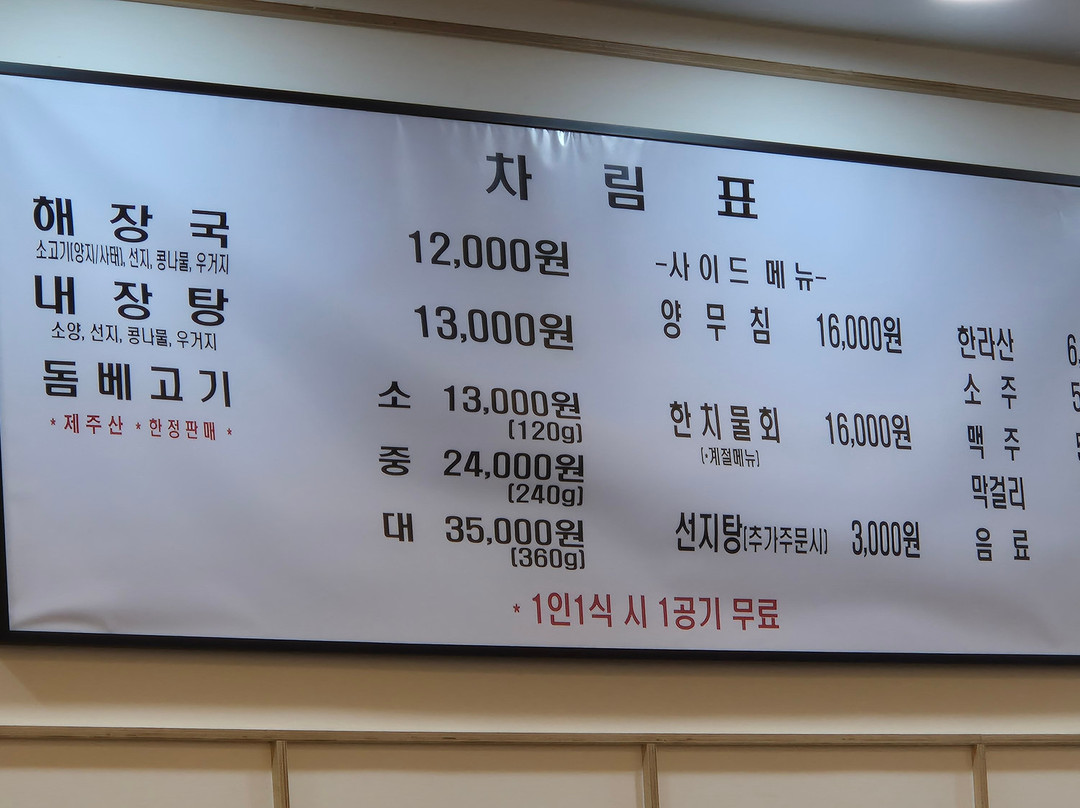 차림표
해장국 12,000원
소고기(양지/사태), 선지, 콩나물, 우거지
내장탕 13,000원
소양, 선지, 콩나물, 우거지
돔베고기
* 제주산 * 한정판매 *
소 13,000원
(120g)
중 24,000원
(240g)
대 35,000원
(360g)
-사이드 메뉴-
양무침 16,000원
한치물회 16,000원
(*계절메뉴)
선지탕(추가주문시) 3,000원
한라산
소주
맥주
막걸리
음료
* 1인1식 시 1공기 무료